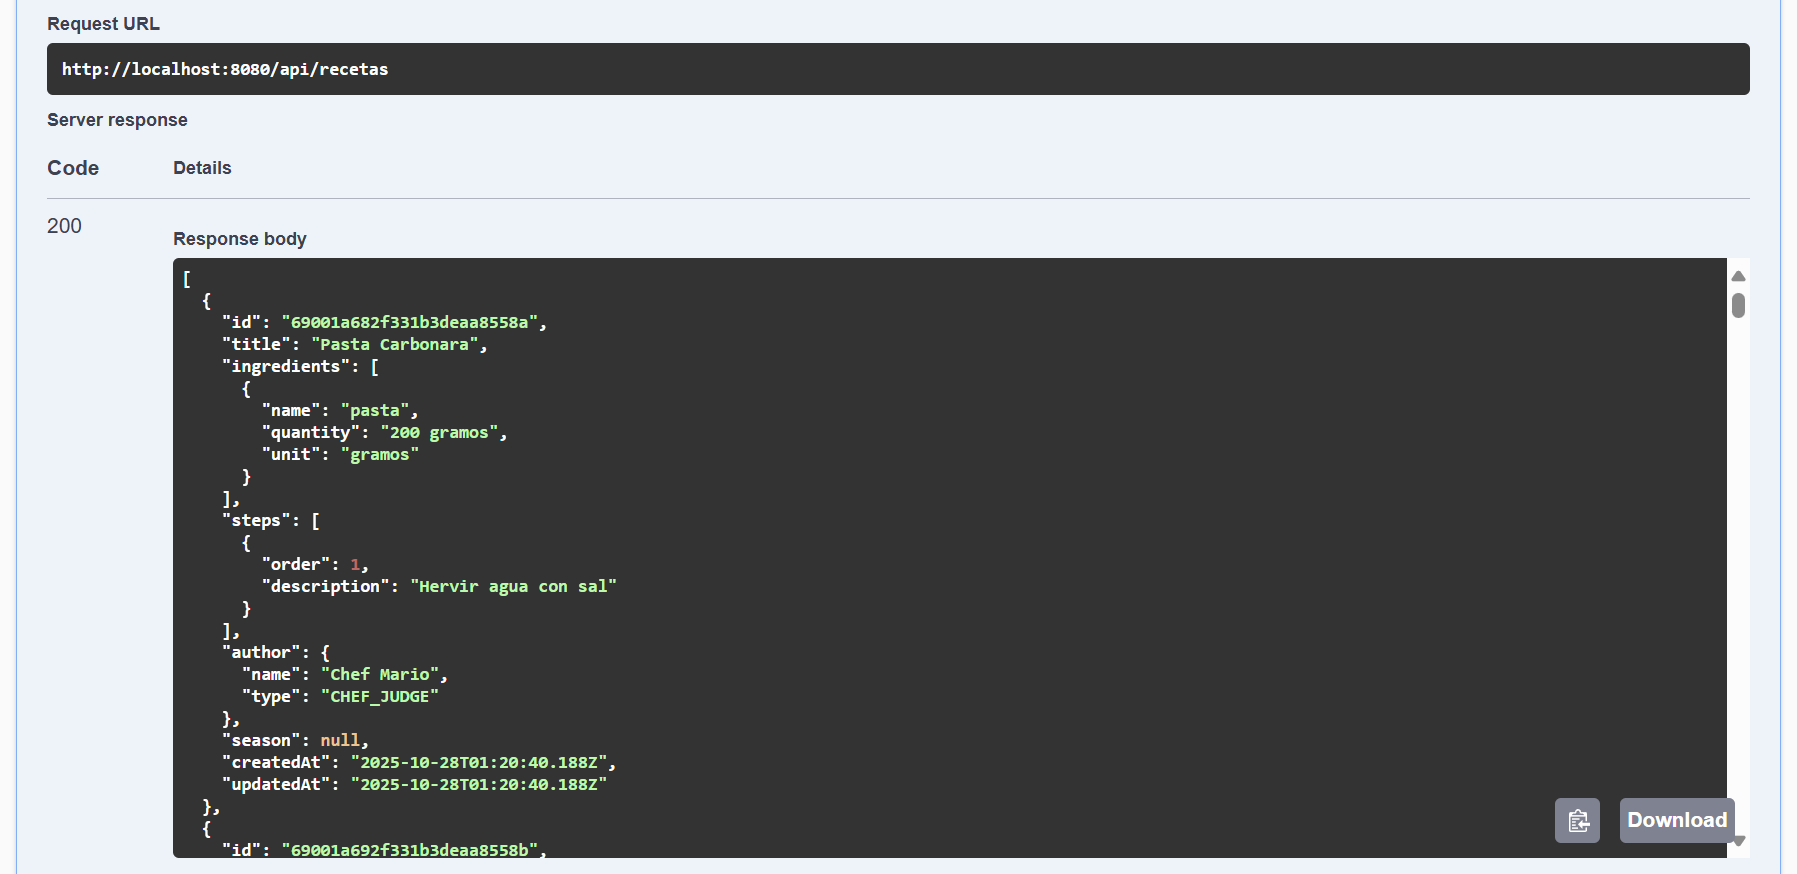 Request URL
http://localhost:8080/api/recetas
Server response
Code Details
200
Response body
[
  {
    "id": "69001a682f331b3deaa8558a",
    "title": "Pasta Carbonara",
    "ingredients": [
      {
        "name": "pasta",
        "quantity": "200 gramos",
        "unit": "gramos"
      }
    ],
    "steps": [
      {
        "order": 1,
        "description": "Hervir agua con sal"
      }
    ],
    "author": {
      "name": "Chef Mario",
      "type": "CHEF_JUDGE"
    },
    "season": null,
    "createdAt": "2025-10-28T01:20:40.188Z",
    "updatedAt": "2025-10-28T01:20:40.188Z"
  },
  {
    "id": "69001a692f331b3deaa8558b",
Download